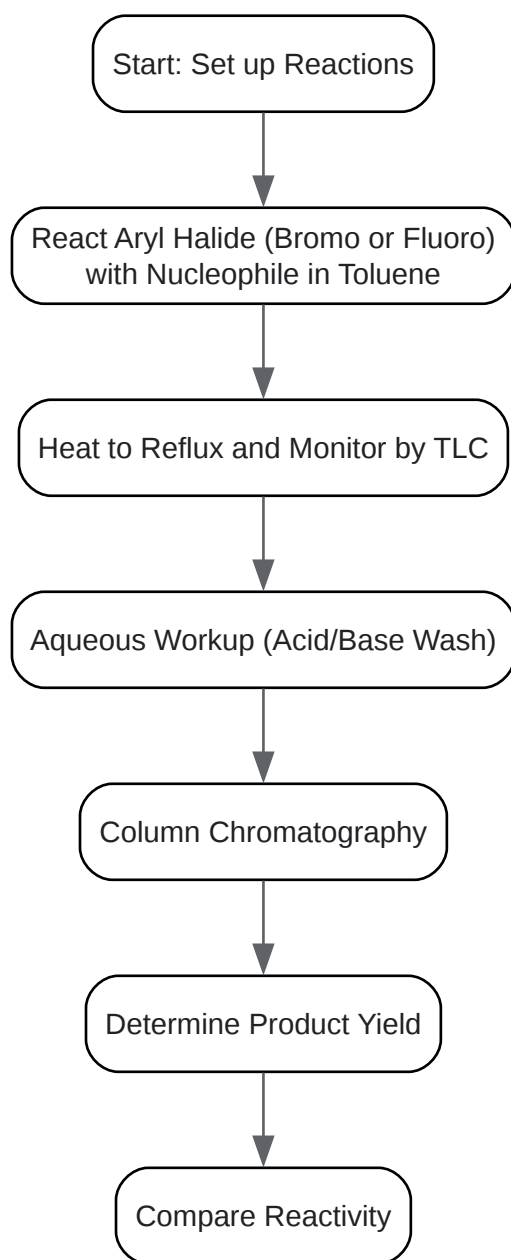 Start: Set up Reactions
React Aryl Halide (Bromo or Fluoro)
with Nucleophile in Toluene
Heat to Reflux and Monitor by TLC
Aqueous Workup (Acid/Base Wash)
Column Chromatography
Determine Product Yield
Compare Reactivity